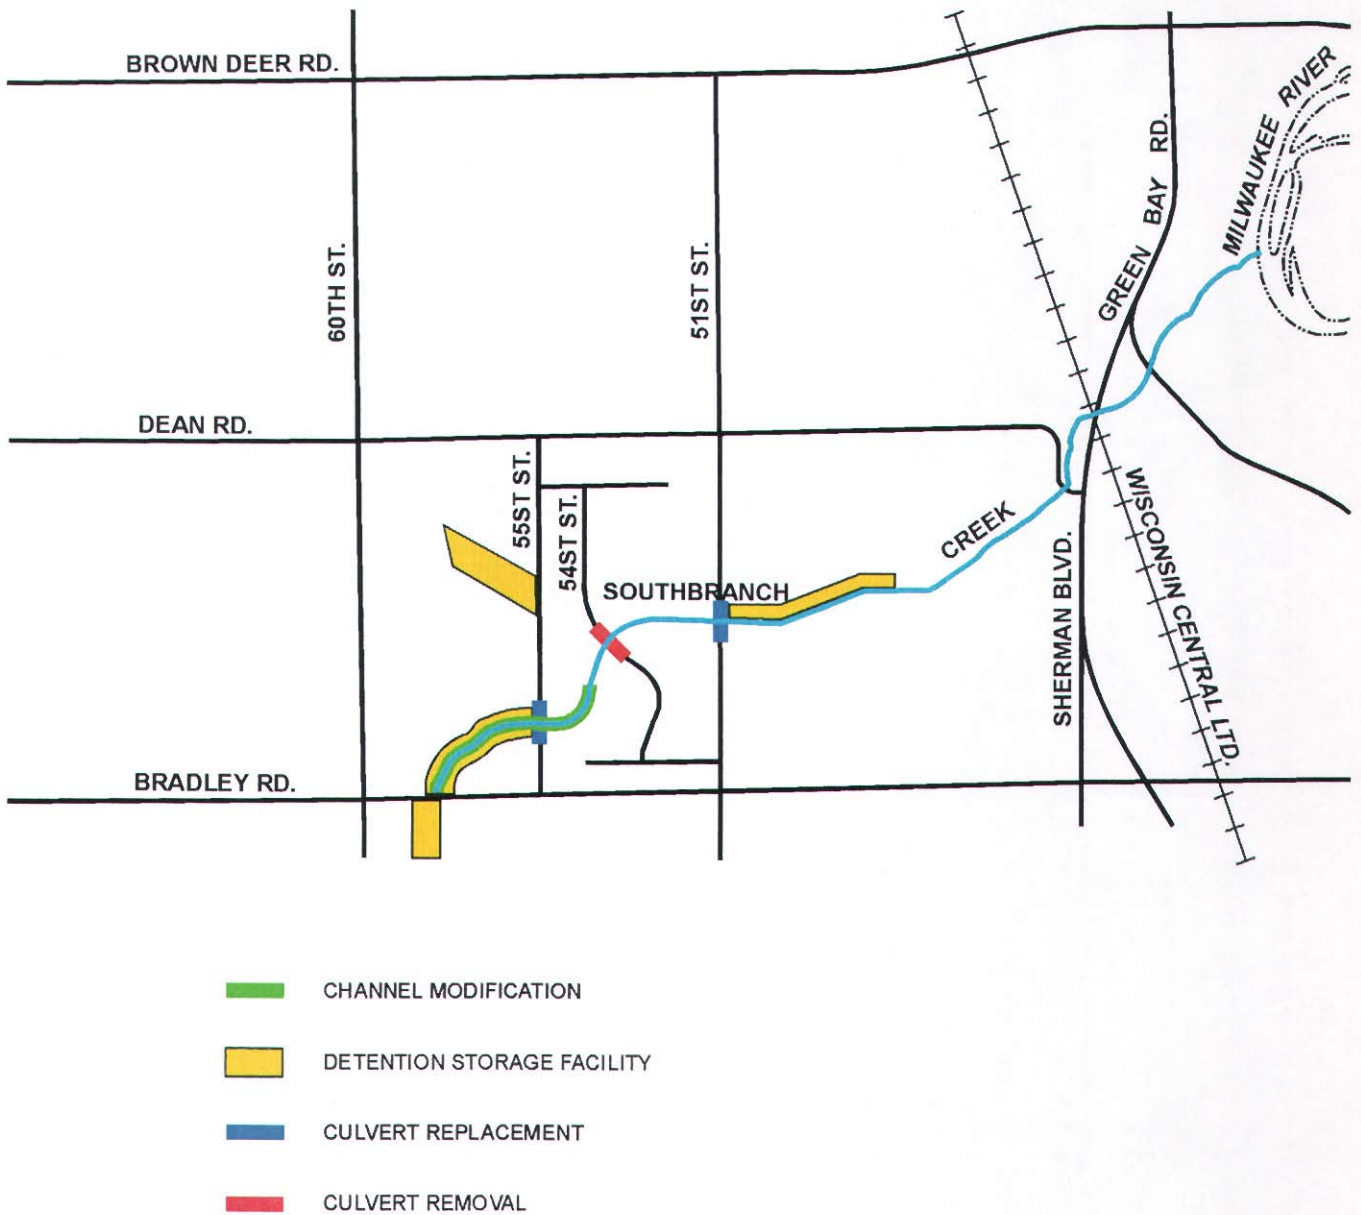 BROWN DEER RD.
MILWAUKEE RIVER
GREEN BAY RD.
60TH ST.
51ST ST.
DEAN RD.
55ST ST.
54ST ST.
SOUTHBRANCH
CREEK
SHERMAN BLVD.
WISCONSIN CENTRAL LTD.
BRADLEY RD.
CHANNEL MODIFICATION
DETENTION STORAGE FACILITY
CULVERT REPLACEMENT
CULVERT REMOVAL